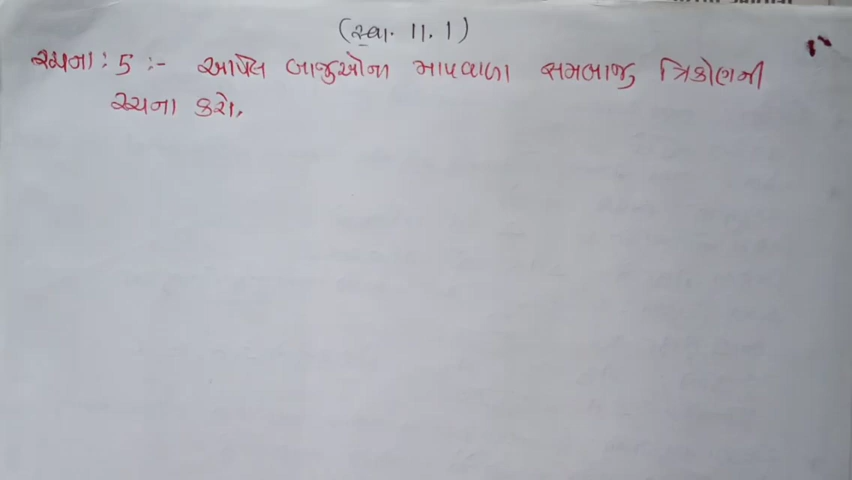 (સ્વા. 11.1)
રચના : 5 :- આપેલ બાજુઓના માપવાળા સમબાજુ ત્રિકોણની
રચના કરો.